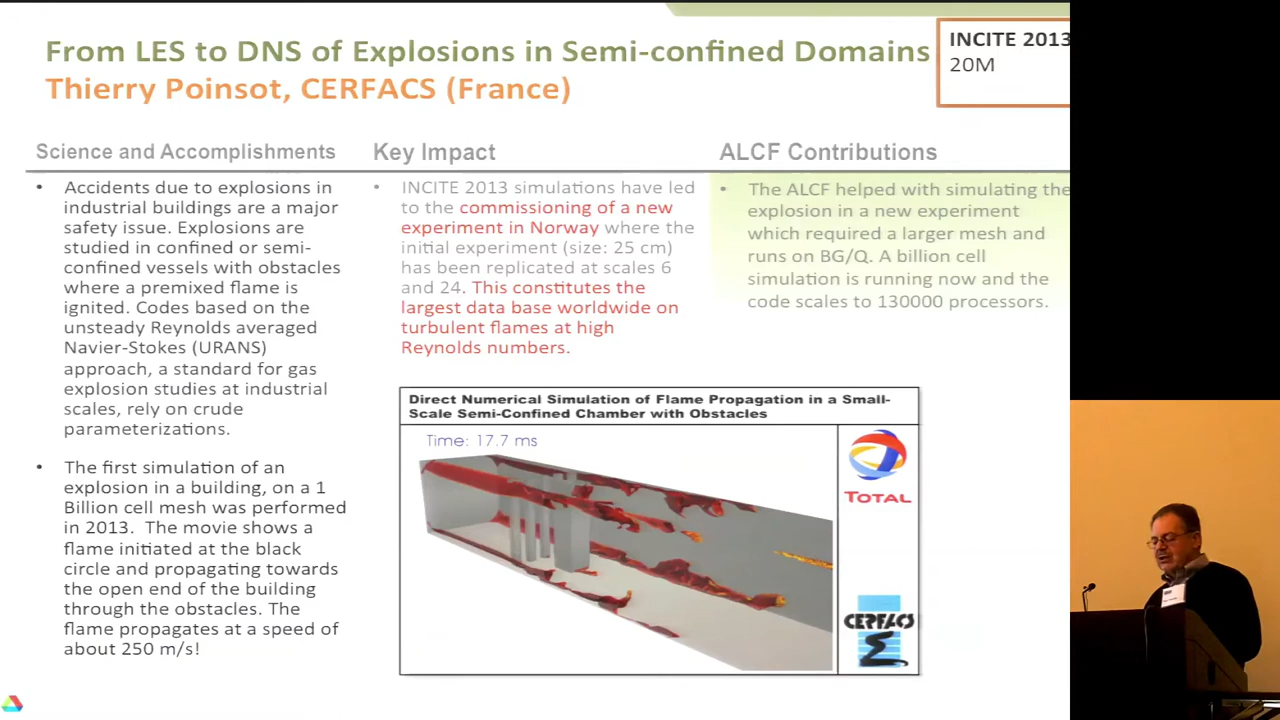 From LES to DNS of Explosions in Semi-confined Domains
Thierry Poinsot, CERFACS (France)
INCITE 2013
20M
Science and Accomplishments
• Accidents due to explosions in
industrial buildings are a major
safety issue. Explosions are
studied in confined or semi-
confined vessels with obstacles
where a premixed flame is
ignited. Codes based on the
unsteady Reynolds averaged
Navier-Stokes (URANS)
approach, a standard for gas
explosion studies at industrial
scales, rely on crude
parameterizations.
• The first simulation of an
explosion in a building, on a 1
Billion cell mesh was performed
in 2013. The movie shows a
flame initiated at the black
circle and propagating towards
the open end of the building
through the obstacles. The
flame propagates at a speed of
about 250 m/s!
Key Impact
• INCITE 2013 simulations have led
to the commissioning of a new
experiment in Norway where the
initial experiment (size: 25 cm)
has been replicated at scales 6
and 24. This constitutes the
largest data base worldwide on
turbulent flames at high
Reynolds numbers.
ALCF Contributions
• The ALCF helped with simulating the
explosion in a new experiment
which required a larger mesh and
runs on BG/Q. A billion cell
simulation is running now and the
code scales to 130000 processors.
Direct Numerical Simulation of Flame Propagation in a Small-
Scale Semi-Confined Chamber with Obstacles
Time: 17.7 ms
TOTAL
CERFACS